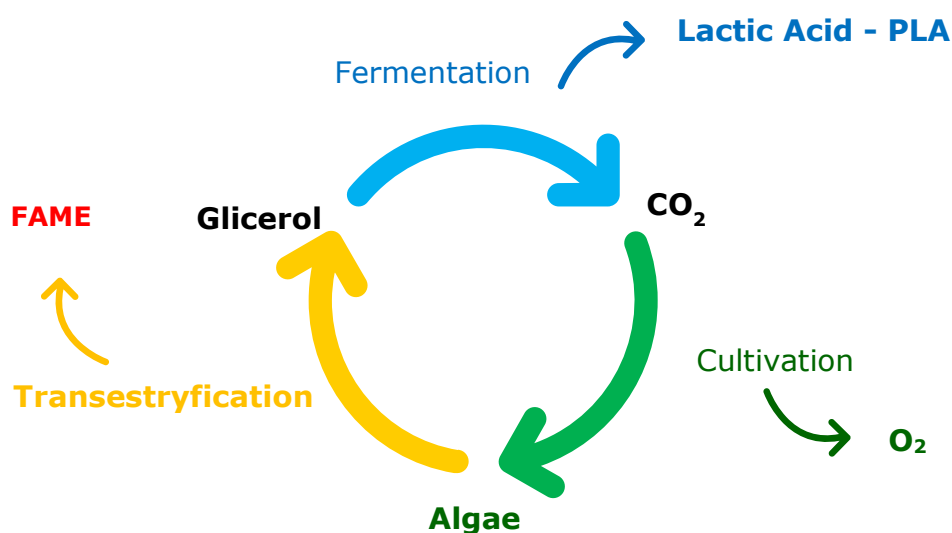 Lactic Acid - PLA
Fermentation
FAME
Glicerol
CO₂
Cultivation
Transestryfication
O₂
Algae